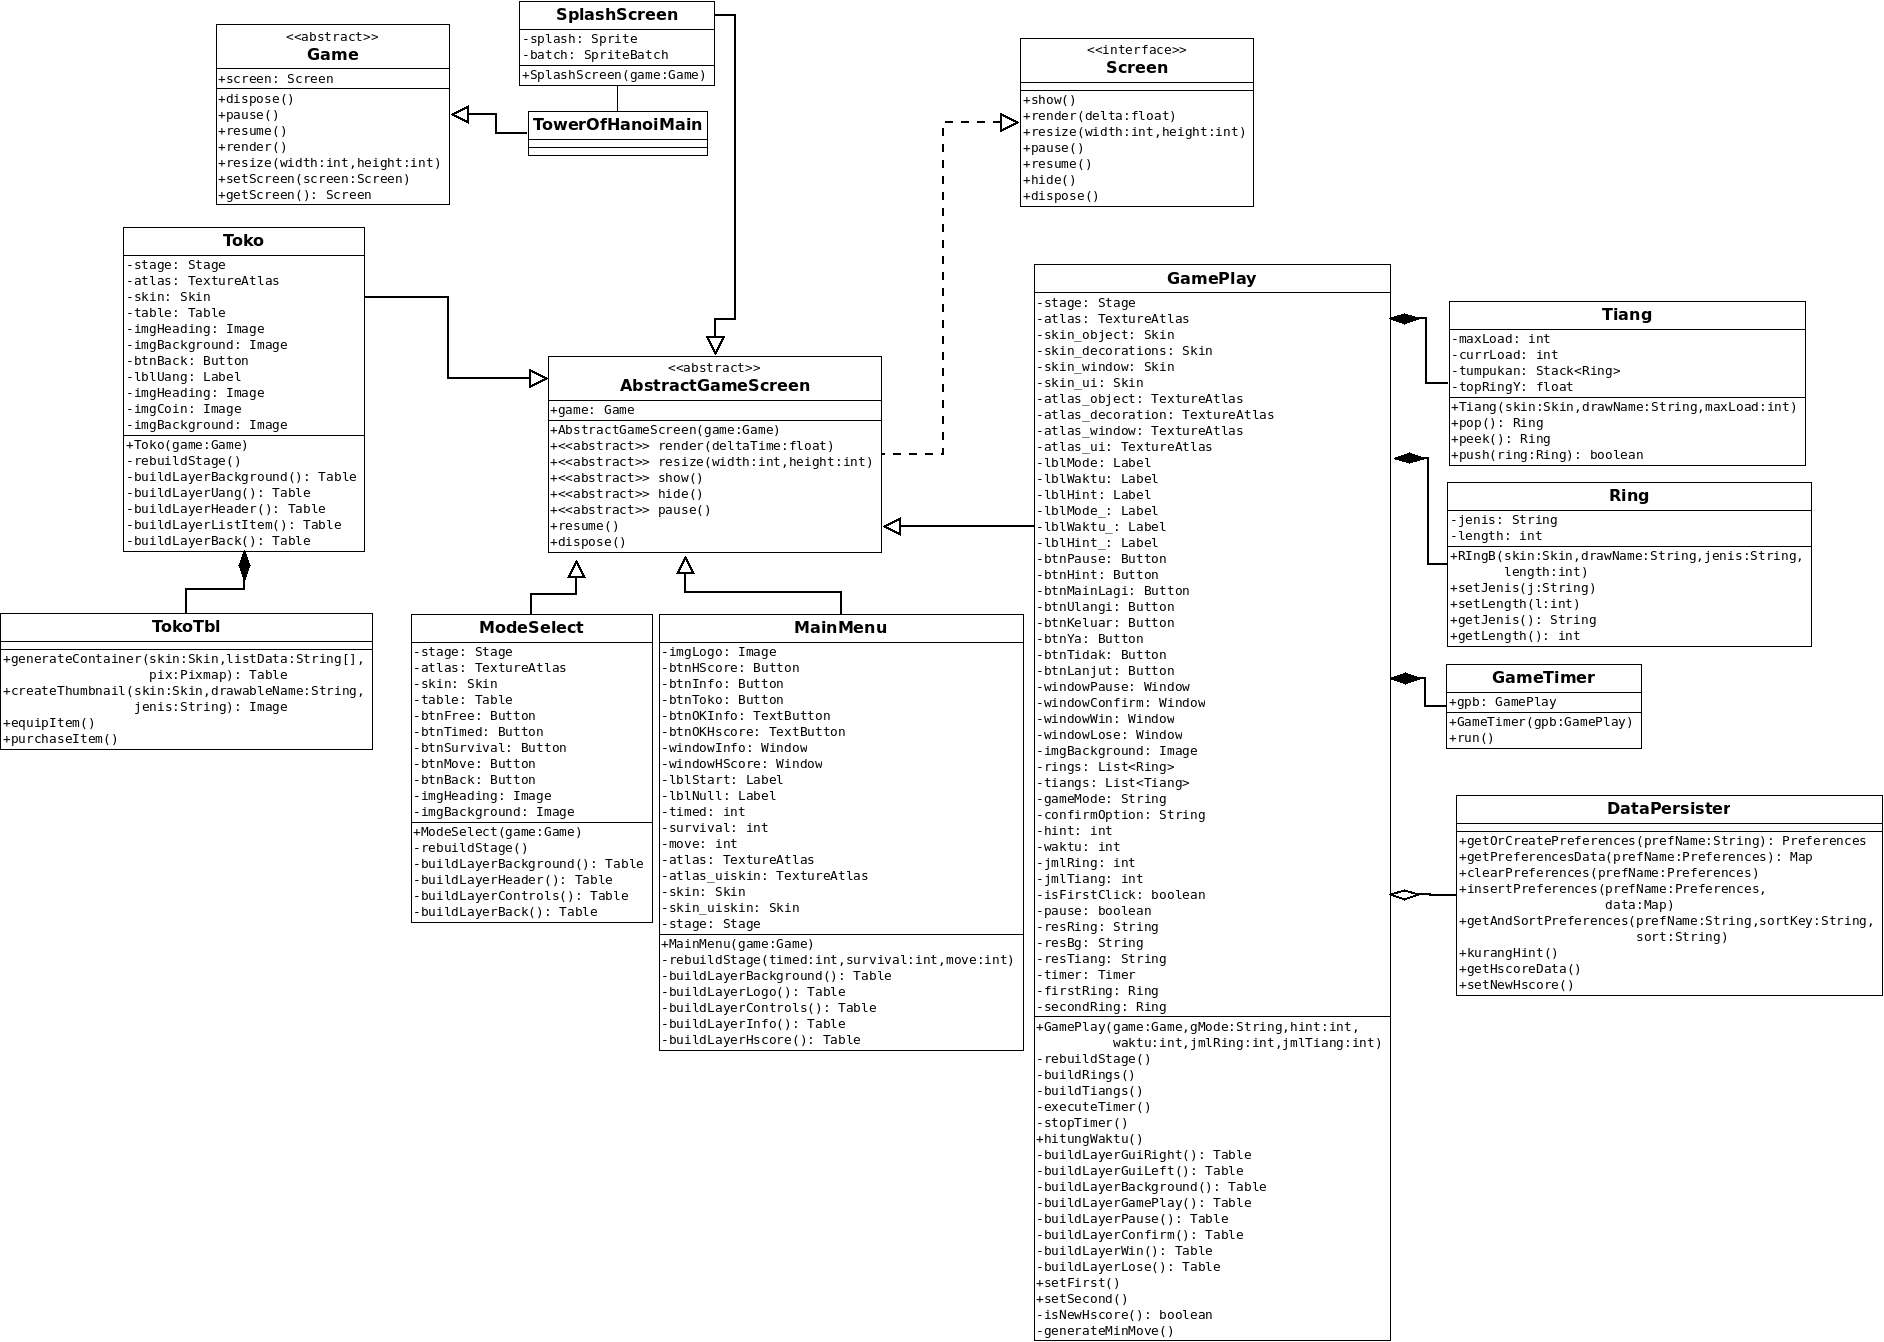 <<abstract>>
Game
+screen: Screen
+dispose()
+pause()
+resume()
+render()
+resize(width:int,height:int)
+setScreen(screen:Screen)
+getScreen(): Screen
SplashScreen
-splash: Sprite
-batch: SpriteBatch
+SplashScreen(game:Game)
TowerOfHanoiMain
<<interface>>
Screen
+show()
+render(delta:float)
+resize(width:int,height:int)
+pause()
+resume()
+hide()
+dispose()
Toko
-stage: Stage
-atlas: TextureAtlas
-skin: Skin
-table: Table
-imgHeading: Image
-imgBackground: Image
-btnBack: Button
-lblUang: Label
-imgHeading: Image
-imgCoin: Image
-imgBackground: Image
+Toko(game:Game)
-rebuildStage()
-buildLayerBackground(): Table
-buildLayerUang(): Table
-buildLayerHeader(): Table
-buildLayerListItem(): Table
-buildLayerBack(): Table
TokoTbl
+generateContainer(skin:Skin,listData:String[],
pix:Pixmap): Table
+createThumbnail(skin:Skin,drawableName:String,
jenis:String): Image
+equipItem()
+purchaseItem()
<<abstract>>
AbstractGameScreen
+game: Game
+AbstractGameScreen(game:Game)
+<<abstract>> render(deltaTime:float)
+<<abstract>> resize(width:int,height:int)
+<<abstract>> show()
+<<abstract>> hide()
+<<abstract>> pause()
+resume()
+dispose()
ModeSelect
-stage: Stage
-atlas: TextureAtlas
-skin: Skin
-table: Table
-btnFree: Button
-btnTimed: Button
-btnSurvival: Button
-btnMove: Button
-btnBack: Button
-imgHeading: Image
-imgBackground: Image
+ModeSelect(game:Game)
-rebuildStage()
-buildLayerBackground(): Table
-buildLayerHeader(): Table
-buildLayerControls(): Table
-buildLayerBack(): Table
MainMenu
-imgLogo: Image
-btnHScore: Button
-btnInfo: Button
-btnToko: Button
-btnOKInfo: TextButton
-btnOKHscore: TextButton
-windowInfo: Window
-windowHScore: Window
-lblStart: Label
-lblNull: Label
-timed: int
-survival: int
-move: int
-atlas: TextureAtlas
-atlas_uiskin: TextureAtlas
-skin: Skin
-skin_uiskin: Skin
-stage: Stage
+MainMenu(game:Game)
-rebuildStage(timed:int,survival:int,move:int)
-buildLayerBackground(): Table
-buildLayerLogo(): Table
-buildLayerControls(): Table
-buildLayerInfo(): Table
-buildLayerHscore(): Table
GamePlay
-stage: Stage
-atlas: TextureAtlas
-skin_object: Skin
-skin_decorations: Skin
-skin_window: Skin
-skin_ui: Skin
-atlas_object: TextureAtlas
-atlas_decoration: TextureAtlas
-atlas_window: TextureAtlas
-atlas_ui: TextureAtlas
-lblMode: Label
-lblWaktu: Label
-lblHint: Label
-lblMode_: Label
-lblWaktu_: Label
-lblHint_: Label
-btnPause: Button
-btnHint: Button
-btnMainLagi: Button
-btnUlangi: Button
-btnKeluar: Button
-btnYa: Button
-btnTidak: Button
-btnLanjut: Button
-windowPause: Window
-windowConfirm: Window
-windowWin: Window
-windowLose: Window
-imgBackground: Image
-rings: List<Ring>
-tiangs: List<Tiang>
-gameMode: String
-confirmOption: String
-hint: int
-waktu: int
-jmlRing: int
-jmlTiang: int
-isFirstClick: boolean
-pause: boolean
-resRing: String
-resBg: String
-resTiang: String
-timer: Timer
-firstRing: Ring
-secondRing: Ring
+GamePlay(game:Game,gMode:String,hint:int,
waktu:int,jmlRing:int,jmlTiang:int)
-rebuildStage()
-buildRings()
-buildTiangs()
-executeTimer()
-stopTimer()
+hitungWaktu()
-buildLayerGuiRight(): Table
-buildLayerGuiLeft(): Table
-buildLayerBackground(): Table
-buildLayerGamePlay(): Table
-buildLayerPause(): Table
-buildLayerConfirm(): Table
-buildLayerWin(): Table
-buildLayerLose(): Table
+setFirst()
+setSecond()
-isNewHscore(): boolean
-generateMinMove()
Tiang
-maxLoad: int
-currLoad: int
-tumpukan: Stack<Ring>
-topRingY: float
+Tiang(skin:Skin,drawName:String,maxLoad:int)
+pop(): Ring
+peek(): Ring
+push(ring:Ring): boolean
Ring
-jenis: String
-length: int
+RIngB(skin:Skin,drawName:String,jenis:String,
length:int)
+setJenis(j:String)
+setLength(l:int)
+getJenis(): String
+getLength(): int
GameTimer
+gpb: GamePlay
+GameTimer(gpb:GamePlay)
+run()
DataPersister
+getOrCreatePreferences(prefName:String): Preferences
+getPreferencesData(prefName:Preferences): Map
+clearPreferences(prefName:Preferences)
+insertPreferences(prefName:Preferences,
data:Map)
+getAndSortPreferences(prefName:String,sortKey:String,
sort:String)
+kurangHint()
+getHscoreData()
+setNewHscore()